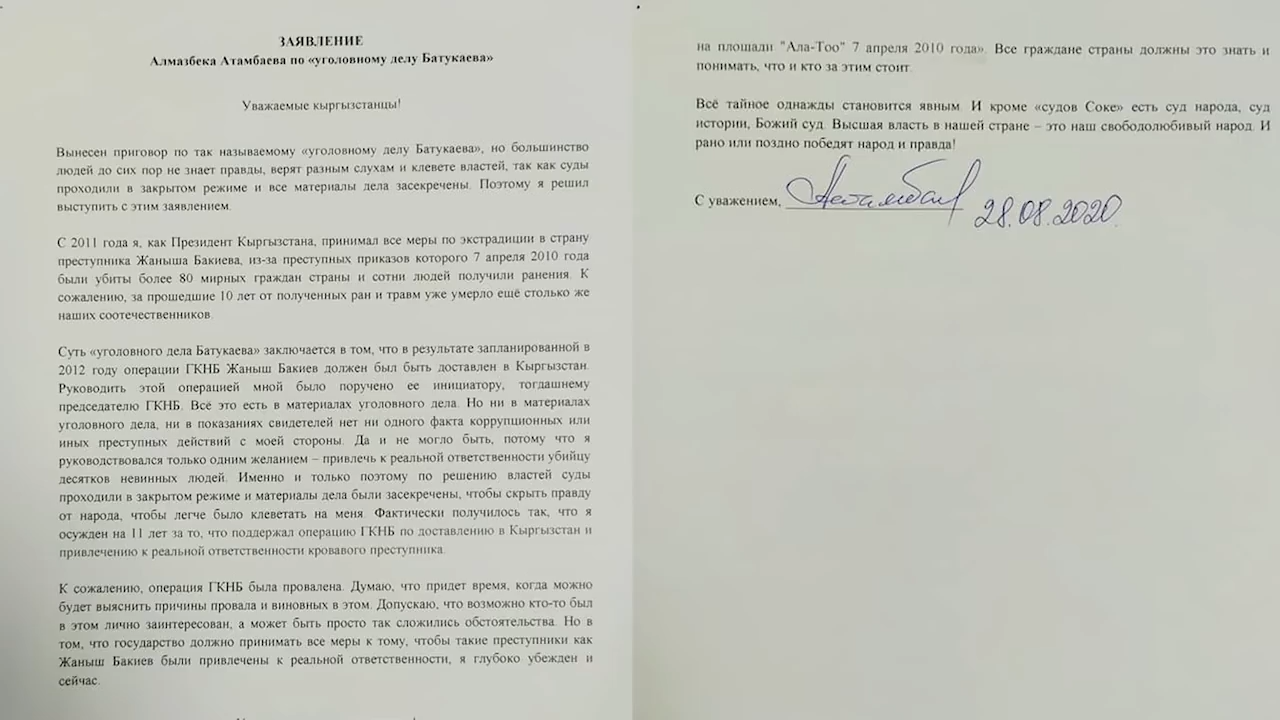 ЗАЯВЛЕНИЕ
Алмазбека Атамбаева по «уголовному делу Батукаева»
Уважаемые кыргызстанцы!
Вынесен приговор по так называемому «уголовному делу Батукаева», но большинство
людей до сих пор не знает правды, верят разным слухам и клевете властей, так как суды
проходили в закрытом режиме и все материалы дела засекречены. Поэтому я решил
выступить с этим заявлением.
С 2011 года я, как Президент Кыргызстана, принимал все меры по экстрадиции в страну
преступника Жаныша Бакиева, из-за преступных приказов которого 7 апреля 2010 года
были убиты более 80 мирных граждан страны и сотни людей получили ранения. К
сожалению, за прошедшие 10 лет от полученных ран и травм уже умерло ещё столько же
наших соотечественников.
Суть «уголовного дела Батукаева» заключается в том, что в результате запланированной в
2012 году операции ГКНБ Жаныш Бакиев должен был быть доставлен в Кыргызстан.
Руководить этой операцией мной было поручено ее инициатору, тогдашнему
председателю ГКНБ. Всё это есть в материалах уголовного дела. Но ни в материалах
уголовного дела, ни в показаниях свидетелей нет ни одного факта коррупционных или
иных преступных действий с моей стороны. Да и не могло быть, потому что я
руководствовался только одним желанием – привлечь к реальной ответственности убийцу
десятков невинных людей. Именно и только поэтому по решению властей суды
проходили в закрытом режиме и материалы дела были засекречены, чтобы скрыть правду
от народа, чтобы легче было клеветать на меня. Фактически получилось так, что я
осужден на 11 лет за то, что поддержал операцию ГКНБ по доставлению в Кыргызстан и
привлечению к реальной ответственности кровавого преступника.
К сожалению, операция ГКНБ была провалена. Думаю, что придет время, когда можно
будет выяснить причины провала и виновных в этом. Допускаю, что возможно кто-то был
в этом лично заинтересован, а может быть просто так сложились обстоятельства. Но в
том, что государство должно принимать все меры к тому, чтобы такие преступники как
Жаныш Бакиев были привлечены к реальной ответственности, я глубоко убежден и
сейчас.
на площади "Ала-Тоо" 7 апреля 2010 года». Все граждане страны должны это знать и
понимать, что и кто за этим стоит.
Всё тайное однажды становится явным. И кроме «судов Соке» есть суд народа, суд
истории, Божий суд. Высшая власть в нашей стране – это наш свободолюбивый народ. И
рано или поздно победят народ и правда!
С уважением, Атамбаев 28.08.2020.